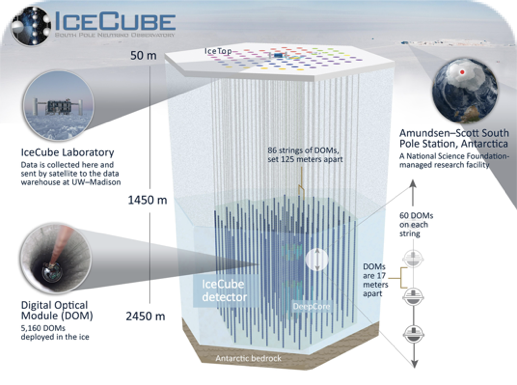 ICECUBE
SOUTH POLE NEUTRINO OBSERVATORY
50 m
IceTop
IceCube Laboratory
Data is collected here and
sent by satellite to the data
warehouse at UW–Madison
86 strings of DOMs,
set 125 meters apart
Amundsen–Scott South
Pole Station, Antarctica
A National Science Foundation-
managed research facility
1450 m
60 DOMs
on each
string
DOMs
are 17
meters
apart
IceCube
detector
DeepCore
Digital Optical
Module (DOM)
5,160 DOMs
deployed in the ice
2450 m
Antarctic bedrock